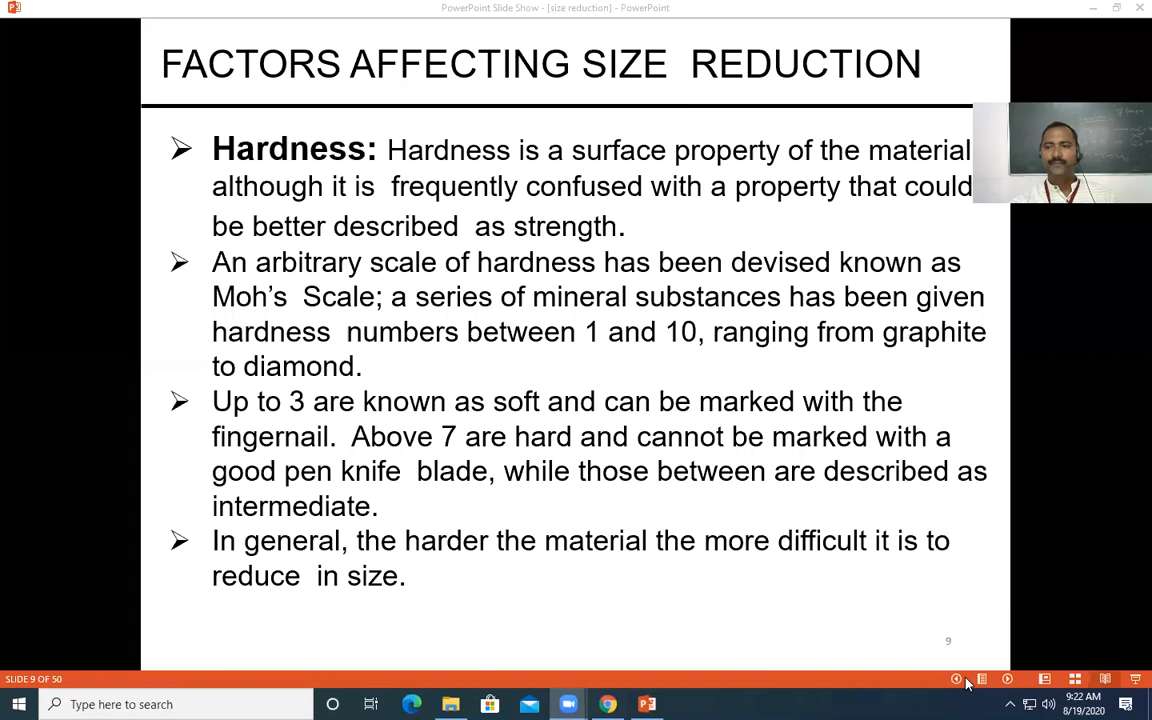 PowerPoint Slide Show - [size reduction] - PowerPoint
FACTORS AFFECTING SIZE REDUCTION
➢ Hardness: Hardness is a surface property of the material
although it is frequently confused with a property that could
be better described as strength.
➢ An arbitrary scale of hardness has been devised known as
Moh's Scale; a series of mineral substances has been given
hardness numbers between 1 and 10, ranging from graphite
to diamond.
➢ Up to 3 are known as soft and can be marked with the
fingernail. Above 7 are hard and cannot be marked with a
good pen knife blade, while those between are described as
intermediate.
➢ In general, the harder the material the more difficult it is to
reduce in size.
9
SLIDE 9 OF 50
Type here to search
9:22 AM
8/19/2020